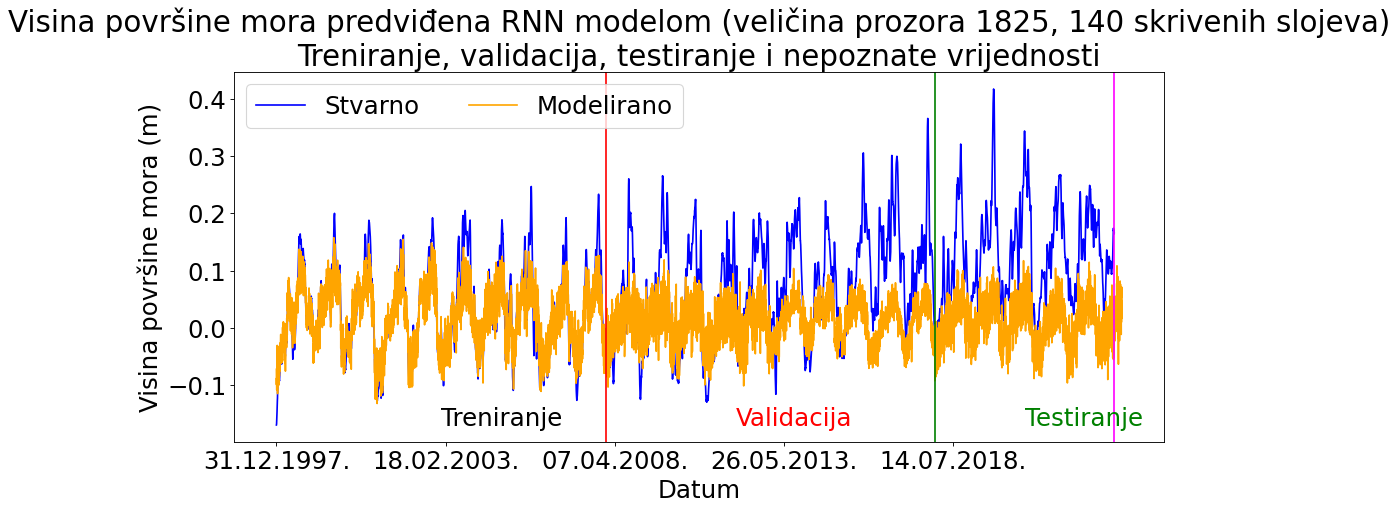 Visina površine mora predviđena RNN modelom (veličina prozora 1825, 140 skrivenih slojeva)
Treniranje, validacija, testiranje i nepoznate vrijednosti
Stvarno
Modelirano
Visina površine mora (m)
0.4
0.3
0.2
0.1
0.0
−0.1
Treniranje
Validacija
Testiranje
31.12.1997.
18.02.2003.
07.04.2008.
26.05.2013.
14.07.2018.
Datum